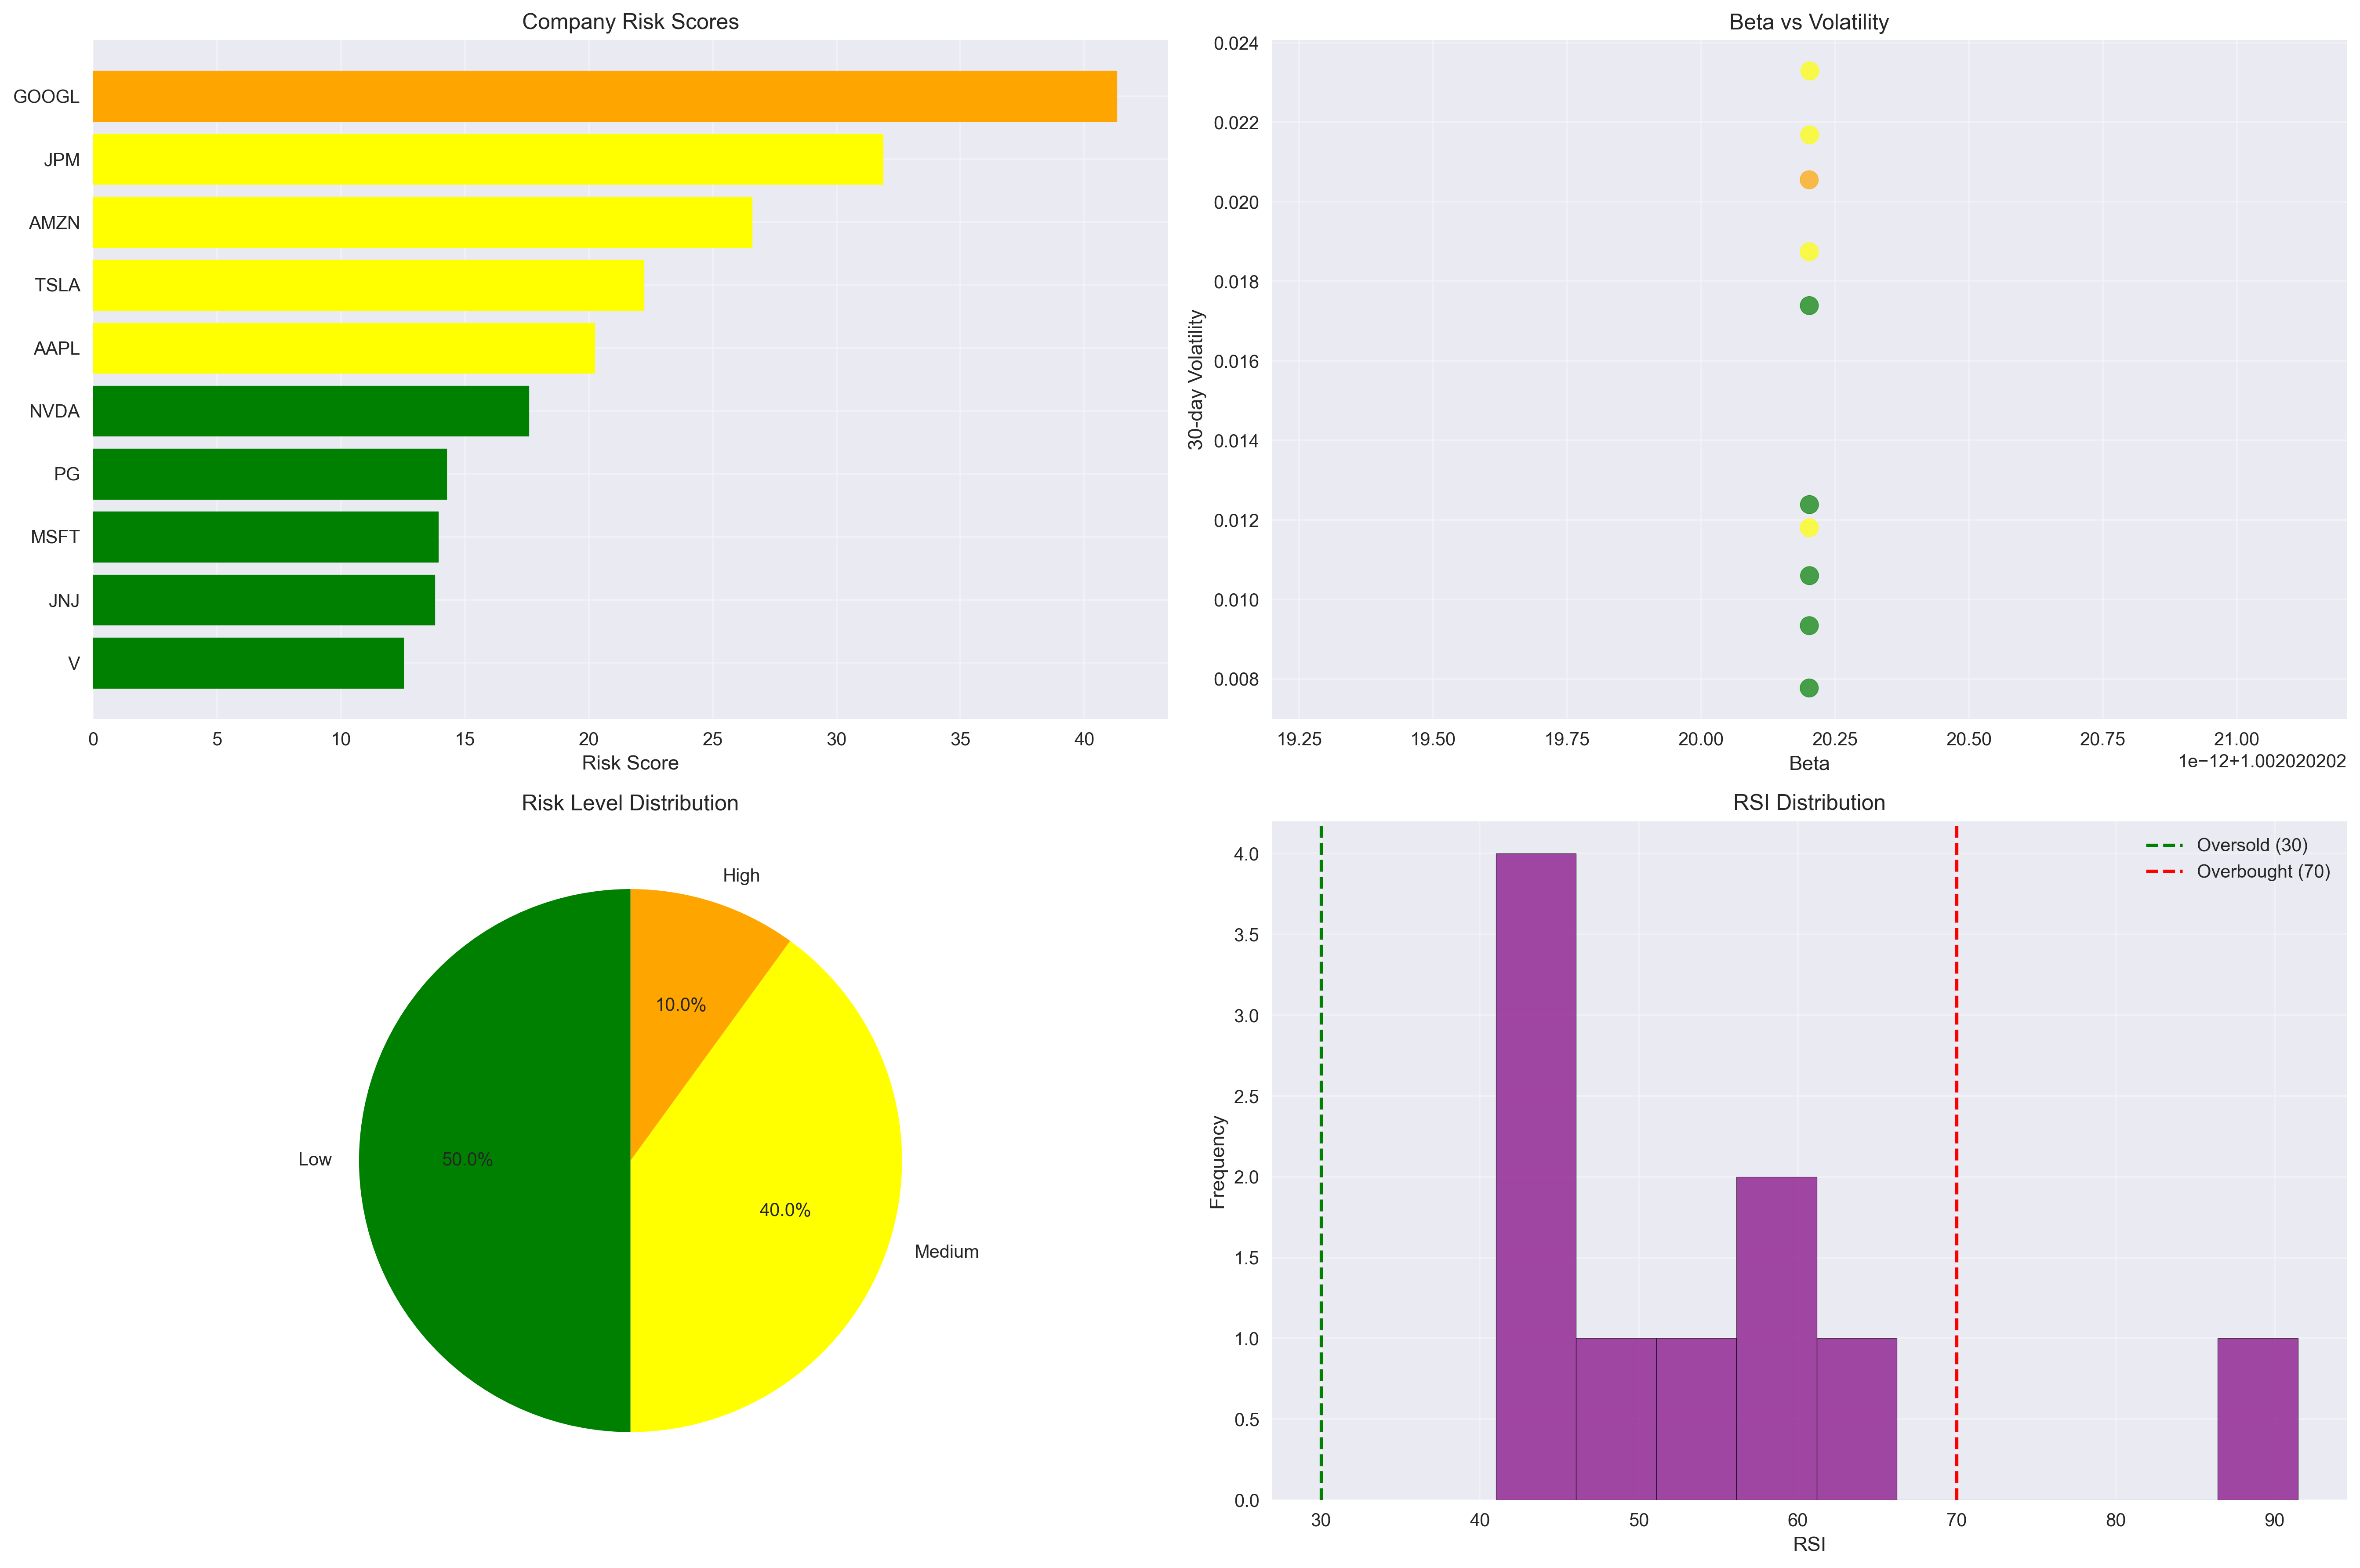 Company Risk Scores
GOOGL
JPM
AMZN
TSLA
AAPL
NVDA
PG
MSFT
JNJ
V
0 5 10 15 20 25 30 35 40
Risk Score
Beta vs Volatility
30-day Volatility
0.024
0.022
0.020
0.018
0.016
0.014
0.012
0.010
0.008
19.25 19.50 19.75 20.00 20.25 20.50 20.75 21.00
1e−12+1.002020202
Beta
Risk Level Distribution
High
10.0%
Low
50.0%
40.0%
Medium
RSI Distribution
Oversold (30)
Overbought (70)
Frequency
4.0
3.5
3.0
2.5
2.0
1.5
1.0
0.5
0.0
30 40 50 60 70 80 90
RSI